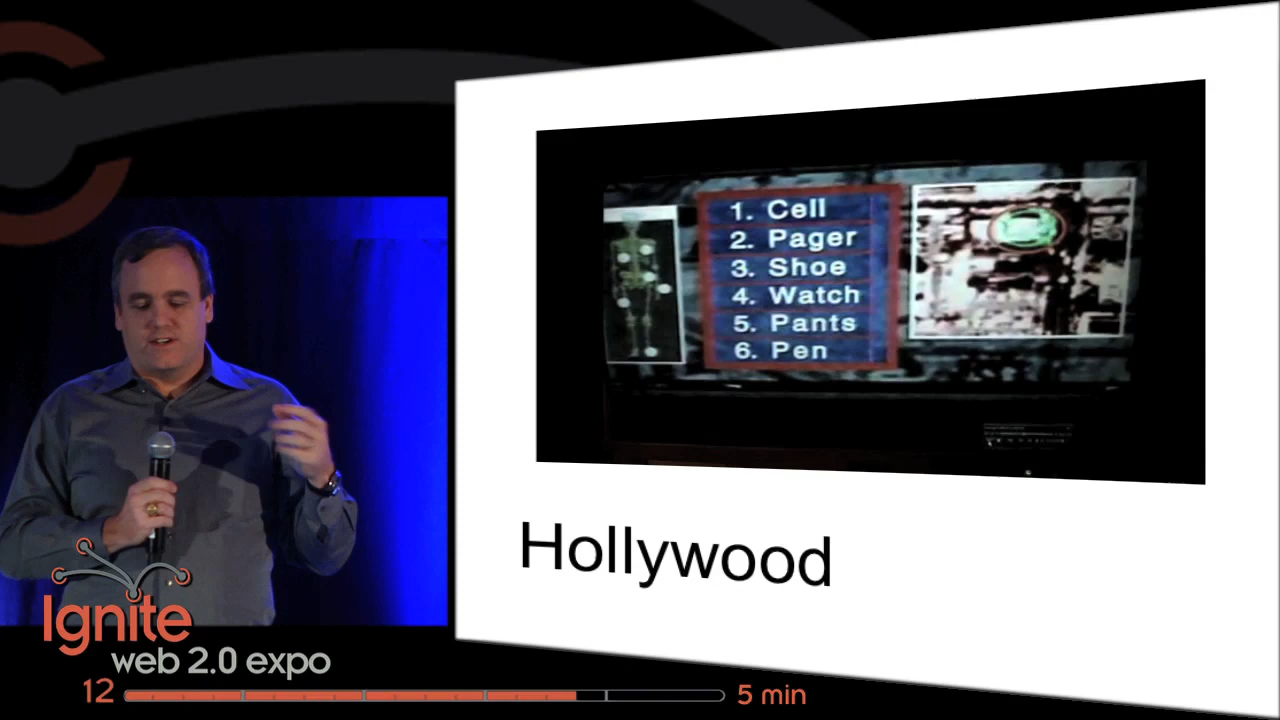 1. Cell
2. Pager
3. Shoe
4. Watch
5. Pants
6. Pen
Hollywood
Ignite
web 2.0 expo
12
5 min